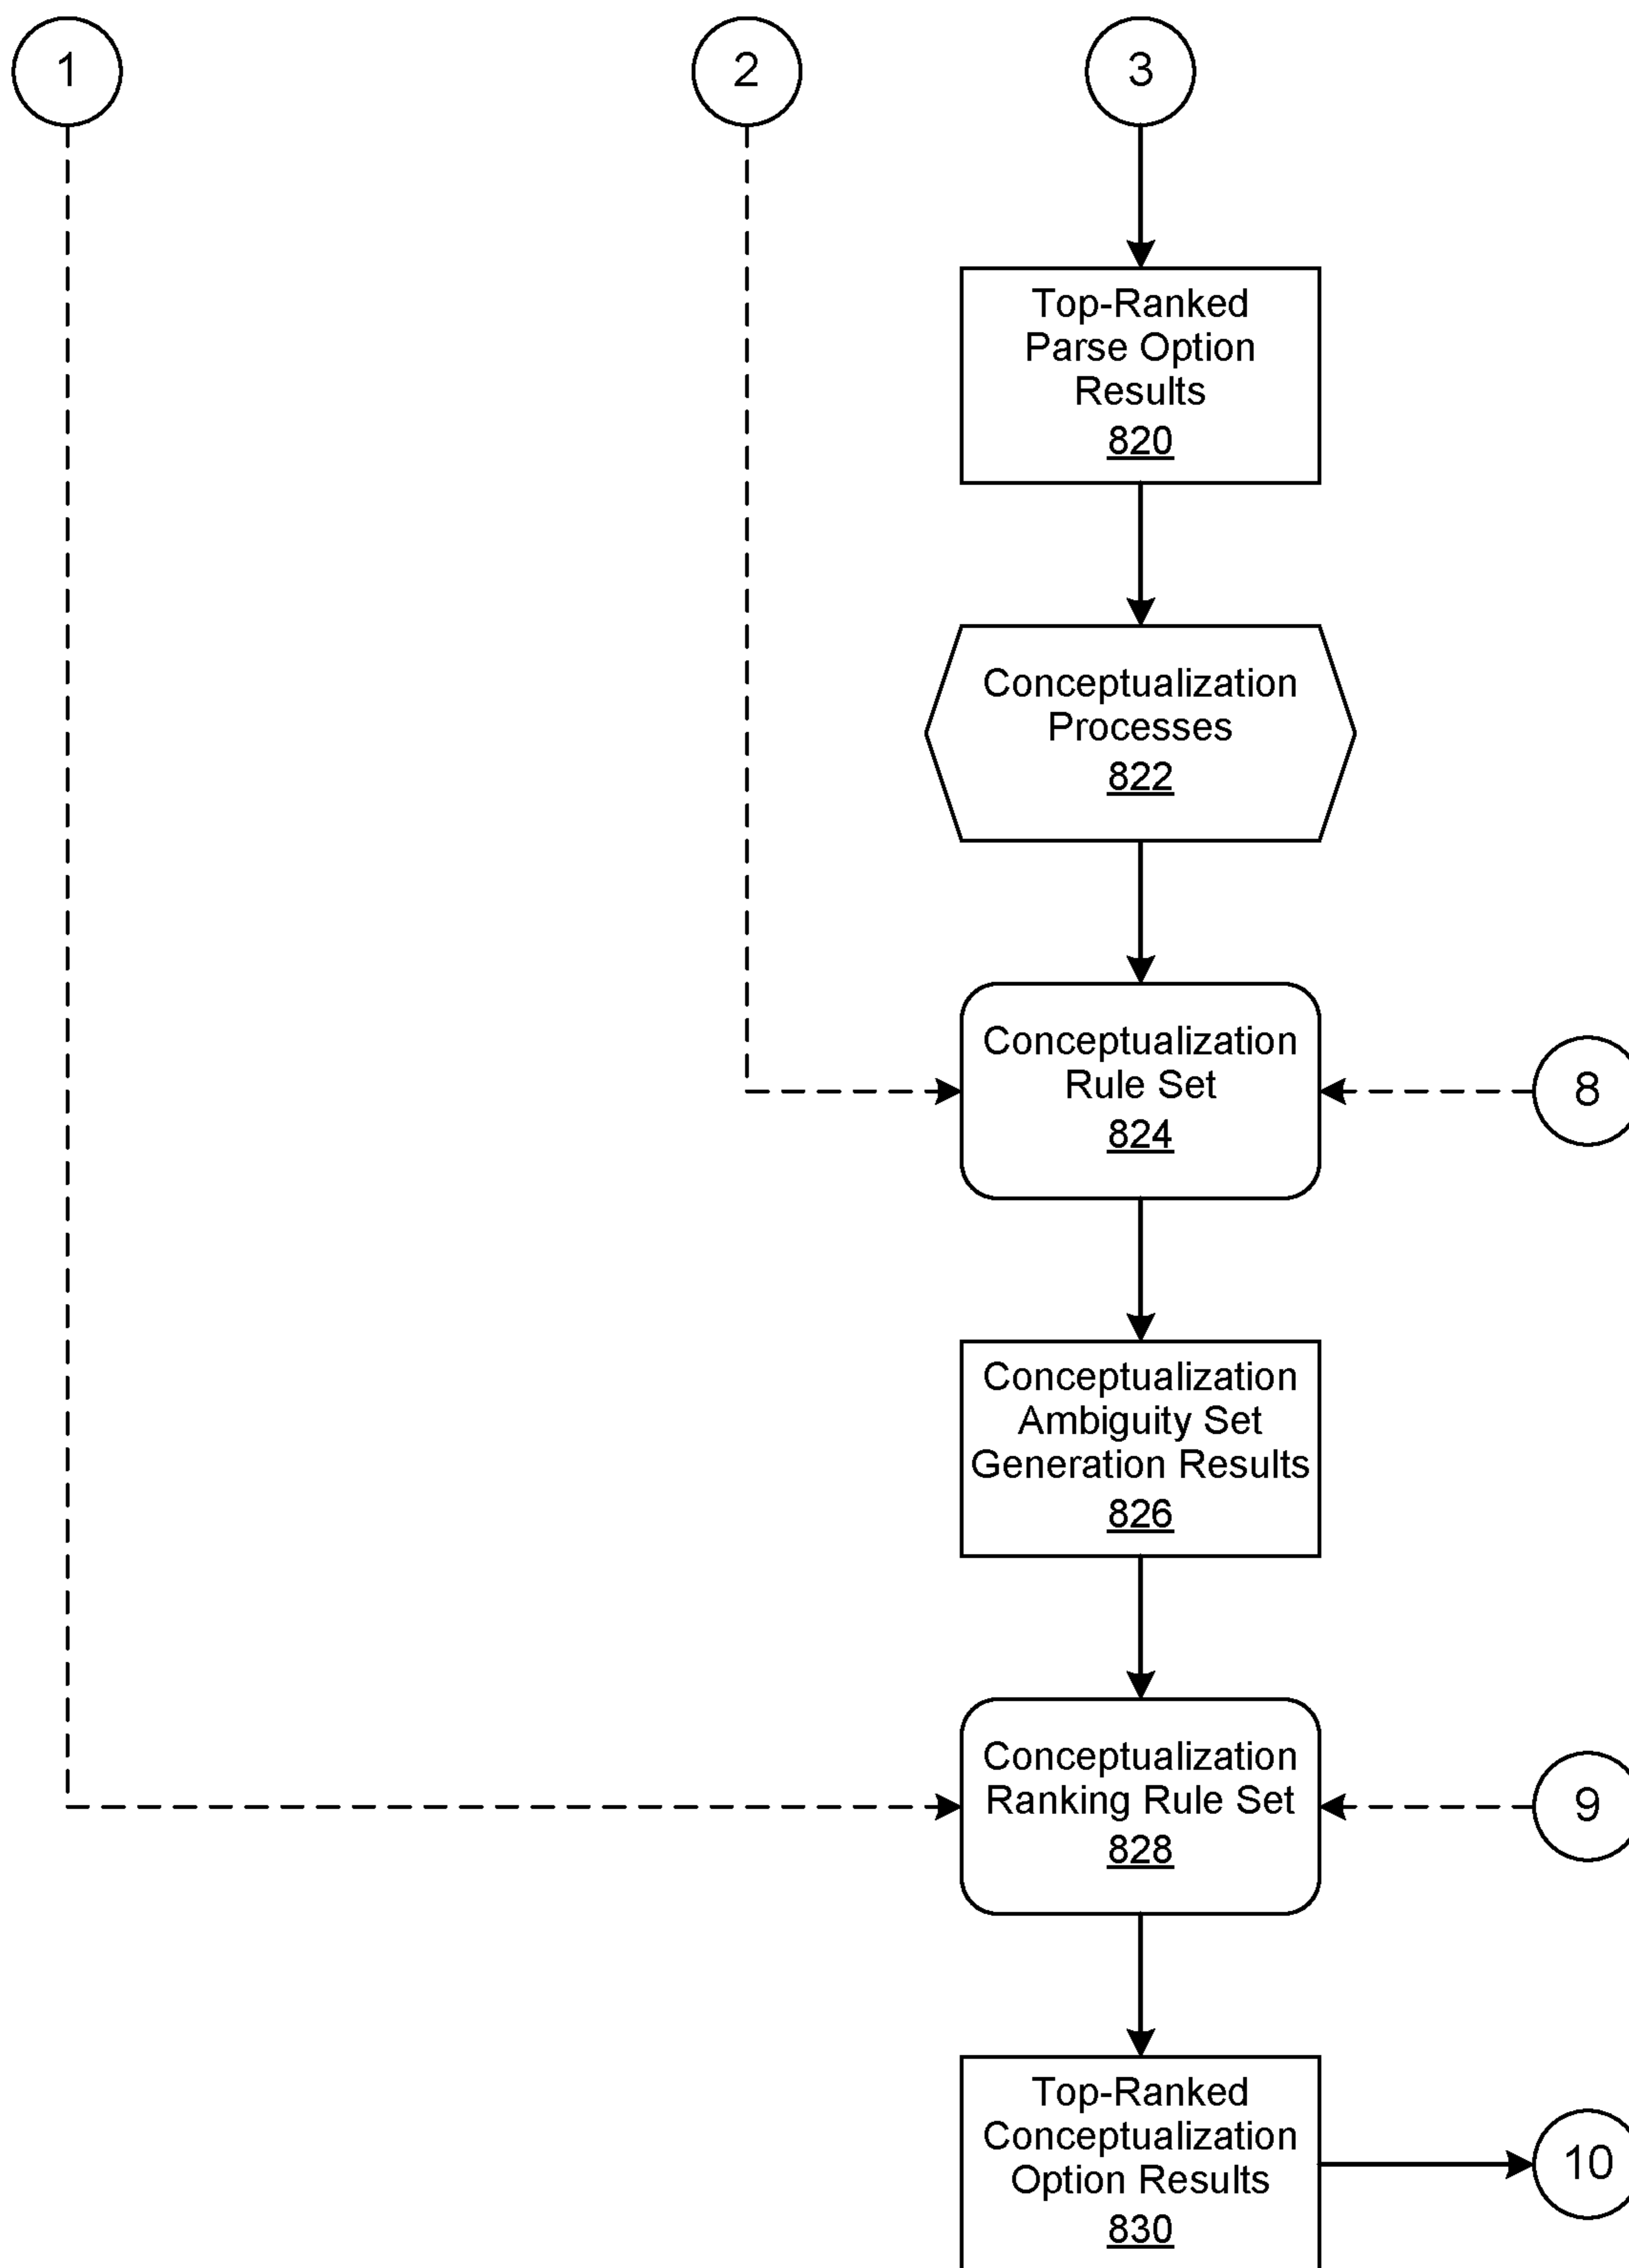 1
2
3
Top-Ranked
Parse Option
Results
820
Conceptualization
Processes
822
Conceptualization
Rule Set
824
8
Conceptualization
Ambiguity Set
Generation Results
826
Conceptualization
Ranking Rule Set
828
9
Top-Ranked
Conceptualization
Option Results
830
10